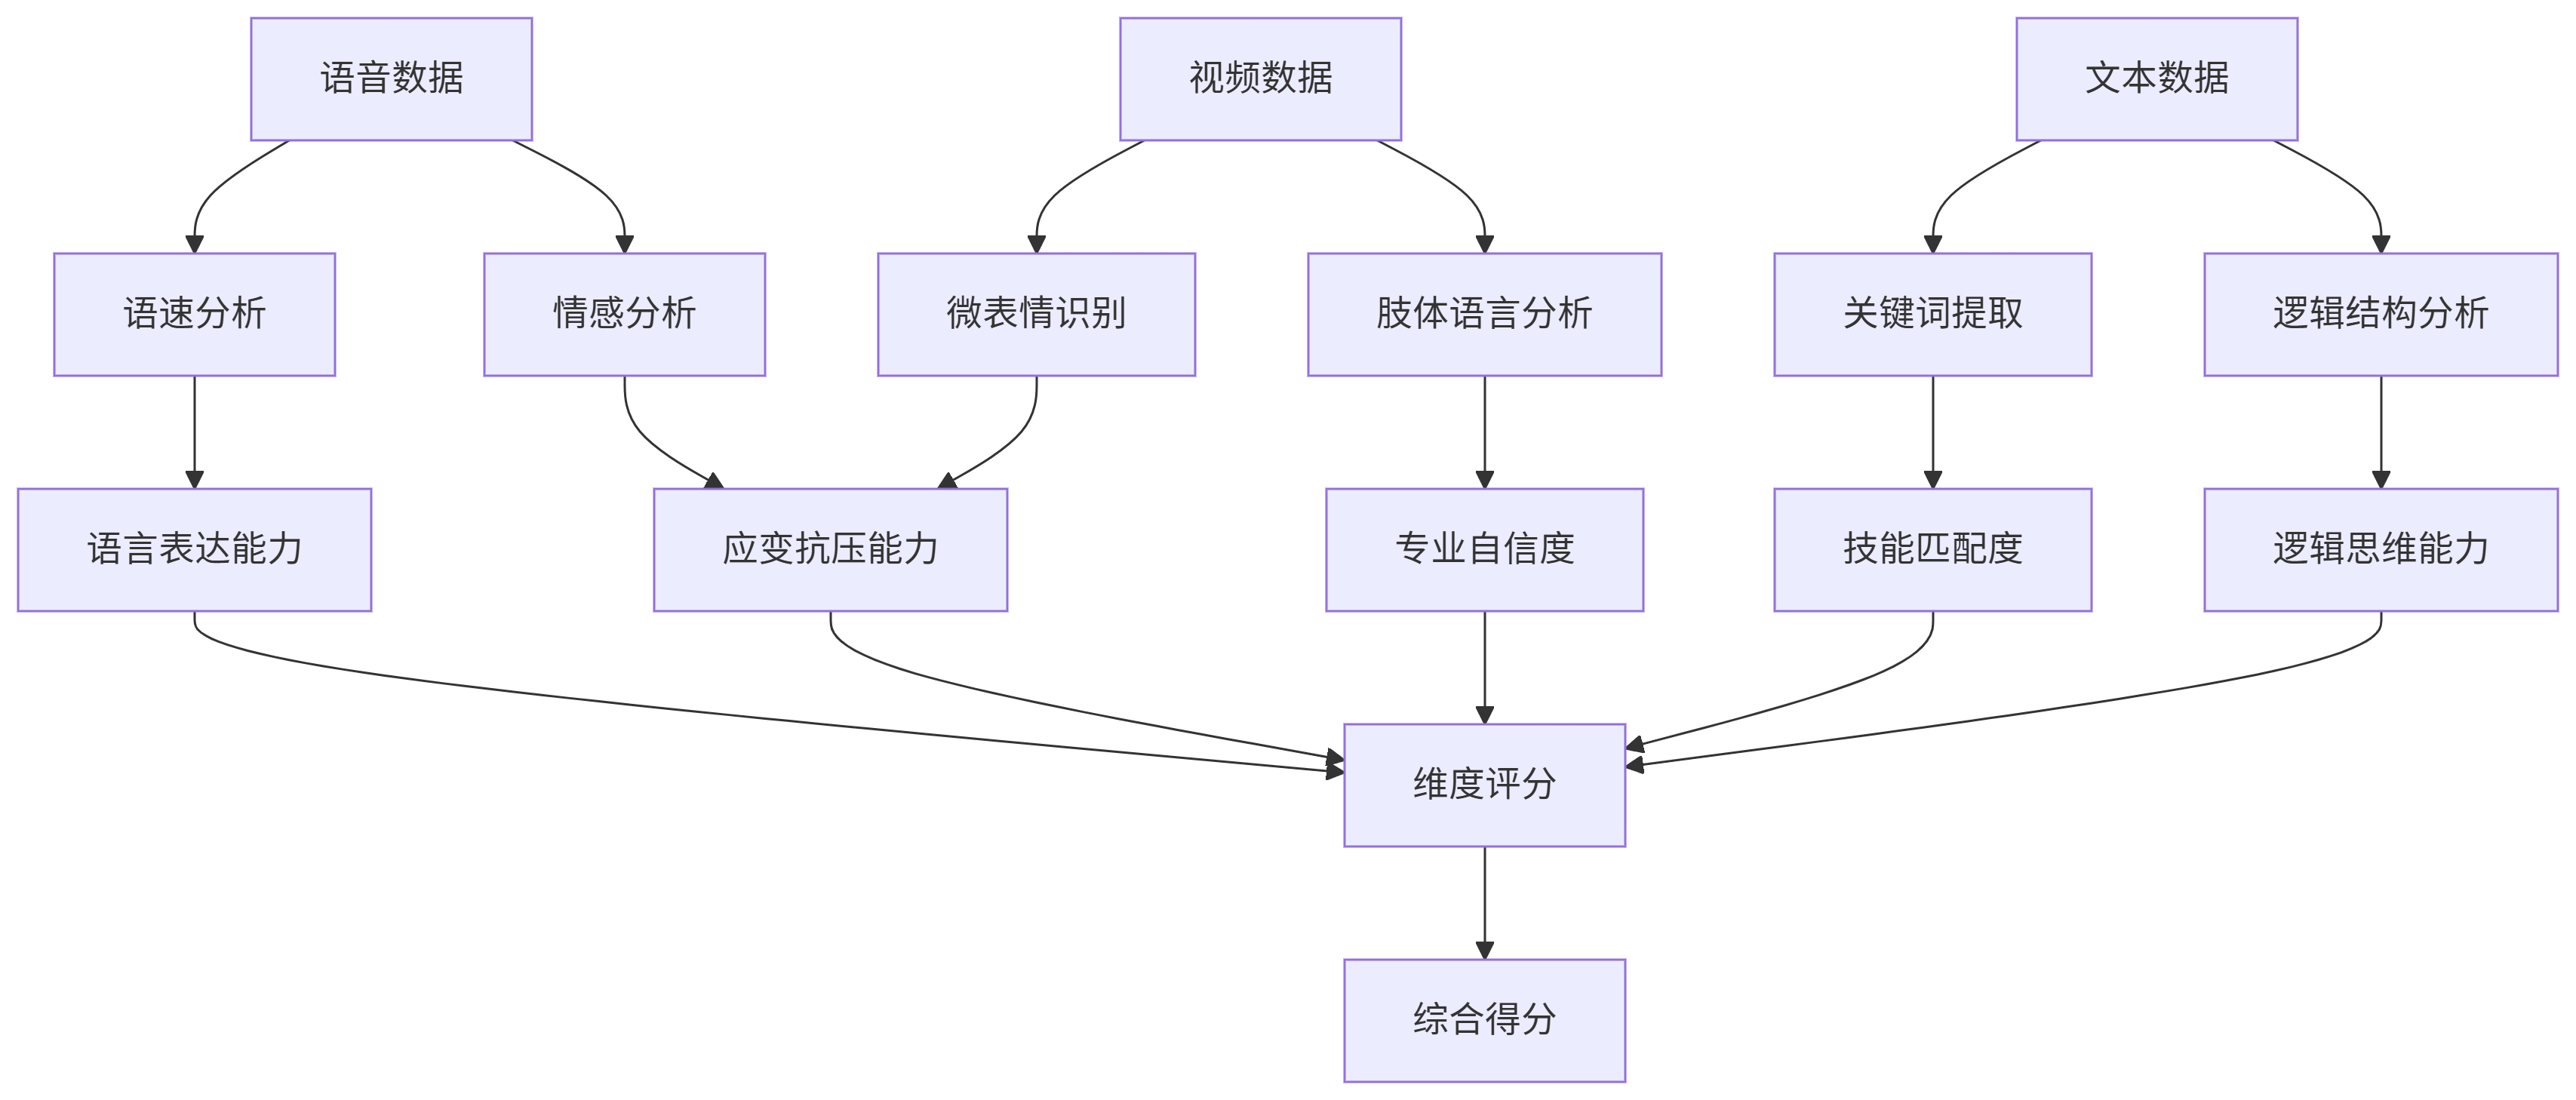 语音数据
视频数据
文本数据
语速分析
情感分析
微表情识别
肢体语言分析
关键词提取
逻辑结构分析
语言表达能力
应变抗压能力
专业自信度
技能匹配度
逻辑思维能力
维度评分
综合得分